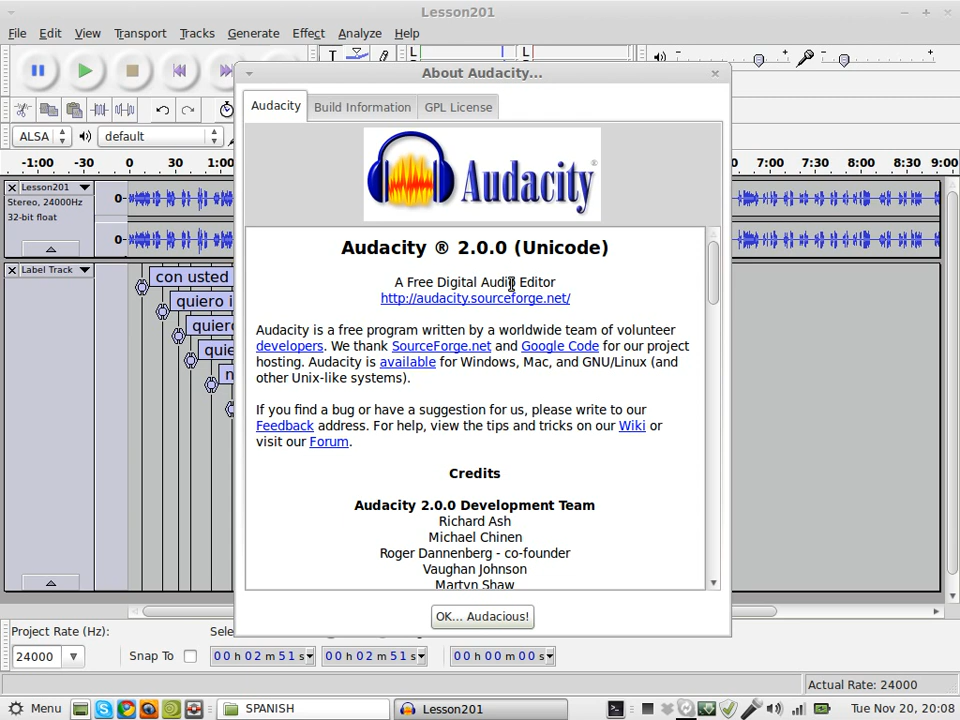 Lesson201
File Edit View Transport Tracks Generate Effect Analyze Help
L L
About Audacity...
Audacity Build Information GPL License
ALSA default
-1:00 -30 0 30 1:00 7:00 7:30 8:00 8:30 9:00
Audacity®
Lesson201
Stereo, 24000Hz
32-bit float
0-
0-
Label Track
con usted
quiero i
quier
quie
n
Audacity ® 2.0.0 (Unicode)
A Free Digital Audio Editor
http://audacity.sourceforge.net/
Audacity is a free program written by a worldwide team of volunteer
developers. We thank SourceForge.net and Google Code for our project
hosting. Audacity is available for Windows, Mac, and GNU/Linux (and
other Unix-like systems).
If you find a bug or have a suggestion for us, please write to our
Feedback address. For help, view the tips and tricks on our Wiki or
visit our Forum.
Credits
Audacity 2.0.0 Development Team
Richard Ash
Michael Chinen
Roger Dannenberg - co-founder
Vaughan Johnson
Martyn Shaw
OK... Audacious!
Project Rate (Hz):
24000 Snap To 00 h 02 m 51 s 00 h 02 m 51 s 00 h 00 m 00 s
Actual Rate: 24000
Menu SPANISH Lesson201 Tue Nov 20, 20:08